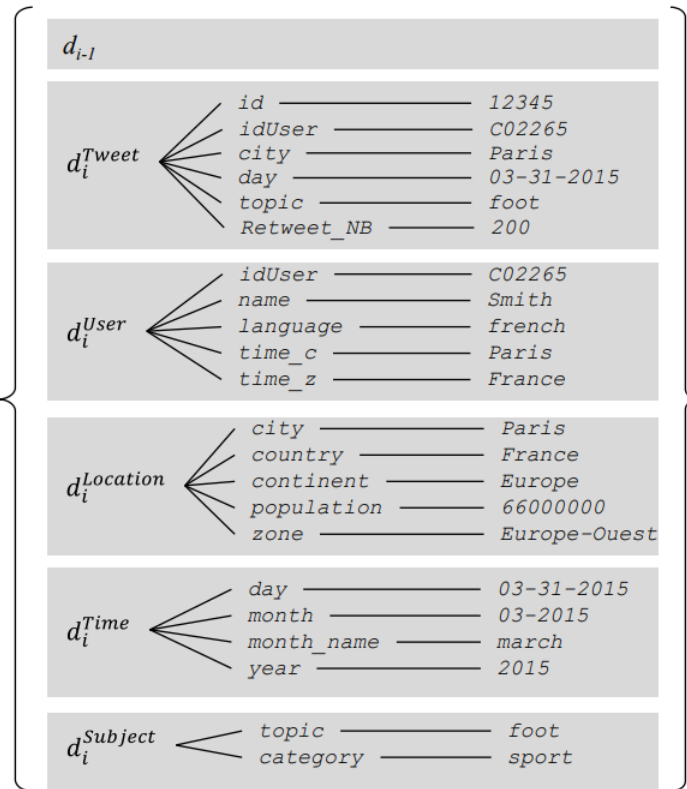 d_{i-1}
id 12345
idUser C02265
d_i^{Tweet} city Paris
day 03-31-2015
topic foot
Retweet_NB 200
idUser C02265
name Smith
d_i^{User} language french
time_c Paris
time_z France
city Paris
country France
d_i^{Location} continent Europe
population 66000000
zone Europe-Ouest
day 03-31-2015
month 03-2015
d_i^{Time} month_name march
year 2015
topic foot
d_i^{Subject} category sport